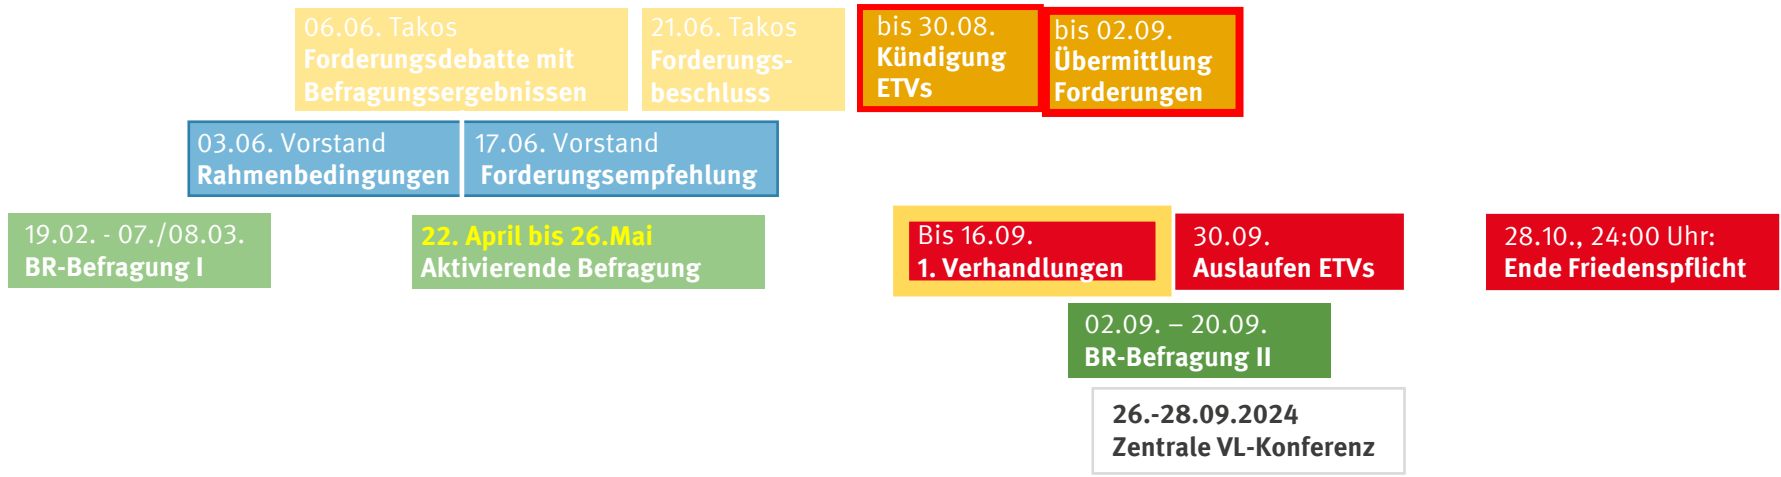 06.06. Takos
Forderungsdebatte mit
Befragungsergebnissen
21.06. Takos
Forderungs-
beschluss
bis 30.08.
Kündigung
ETVs
bis 02.09.
Übermittlung
Forderungen
03.06. Vorstand
Rahmenbedingungen
17.06. Vorstand
Forderungsempfehlung
19.02. - 07./08.03.
BR-Befragung I
22. April bis 26.Mai
Aktivierende Befragung
Bis 16.09.
1. Verhandlungen
30.09.
Auslaufen ETVs
28.10., 24:00 Uhr:
Ende Friedenspflicht
02.09. – 20.09.
BR-Befragung II
26.-28.09.2024
Zentrale VL-Konferenz